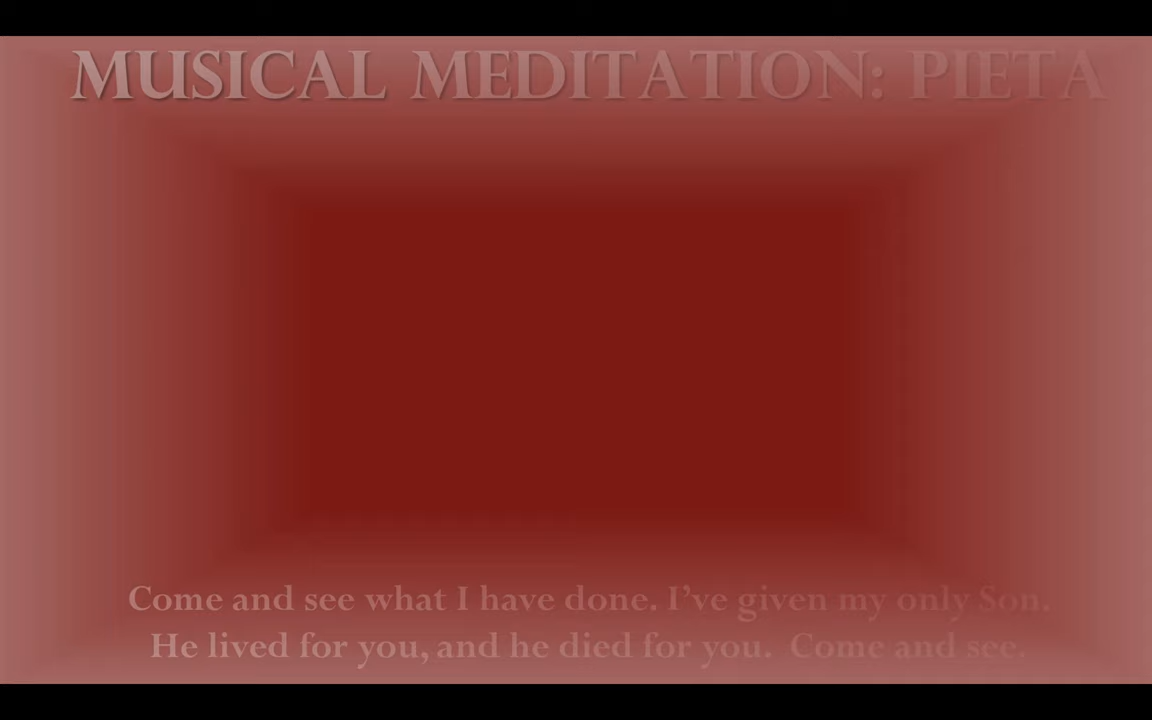 MUSICAL MEDITATION: PIETA
Come and see what I have done. I’ve given my only Son.
He lived for you, and he died for you. Come and see.